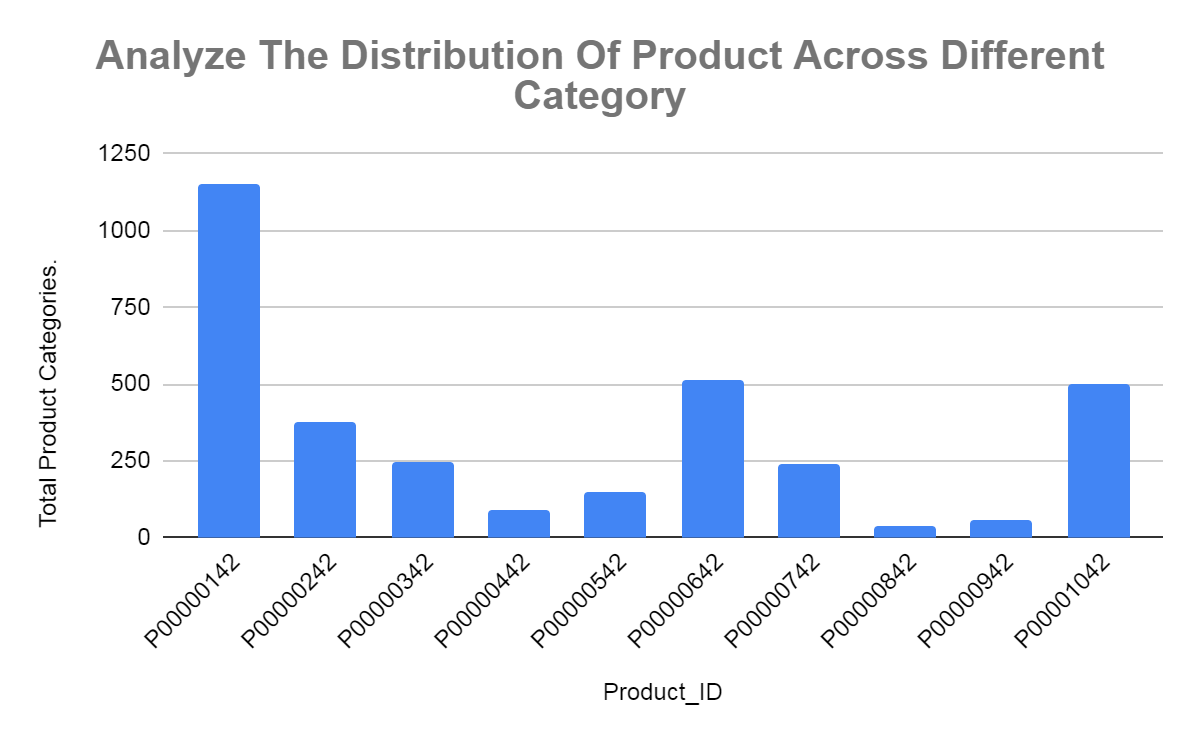 Analyze The Distribution Of Product Across Different
Category
1250
1000
750
500
250
0
Total Product Categories.
P00000142
P00000242
P00000342
P00000442
P00000542
P00000642
P00000742
P00000842
P00000942
P00001042
Product_ID